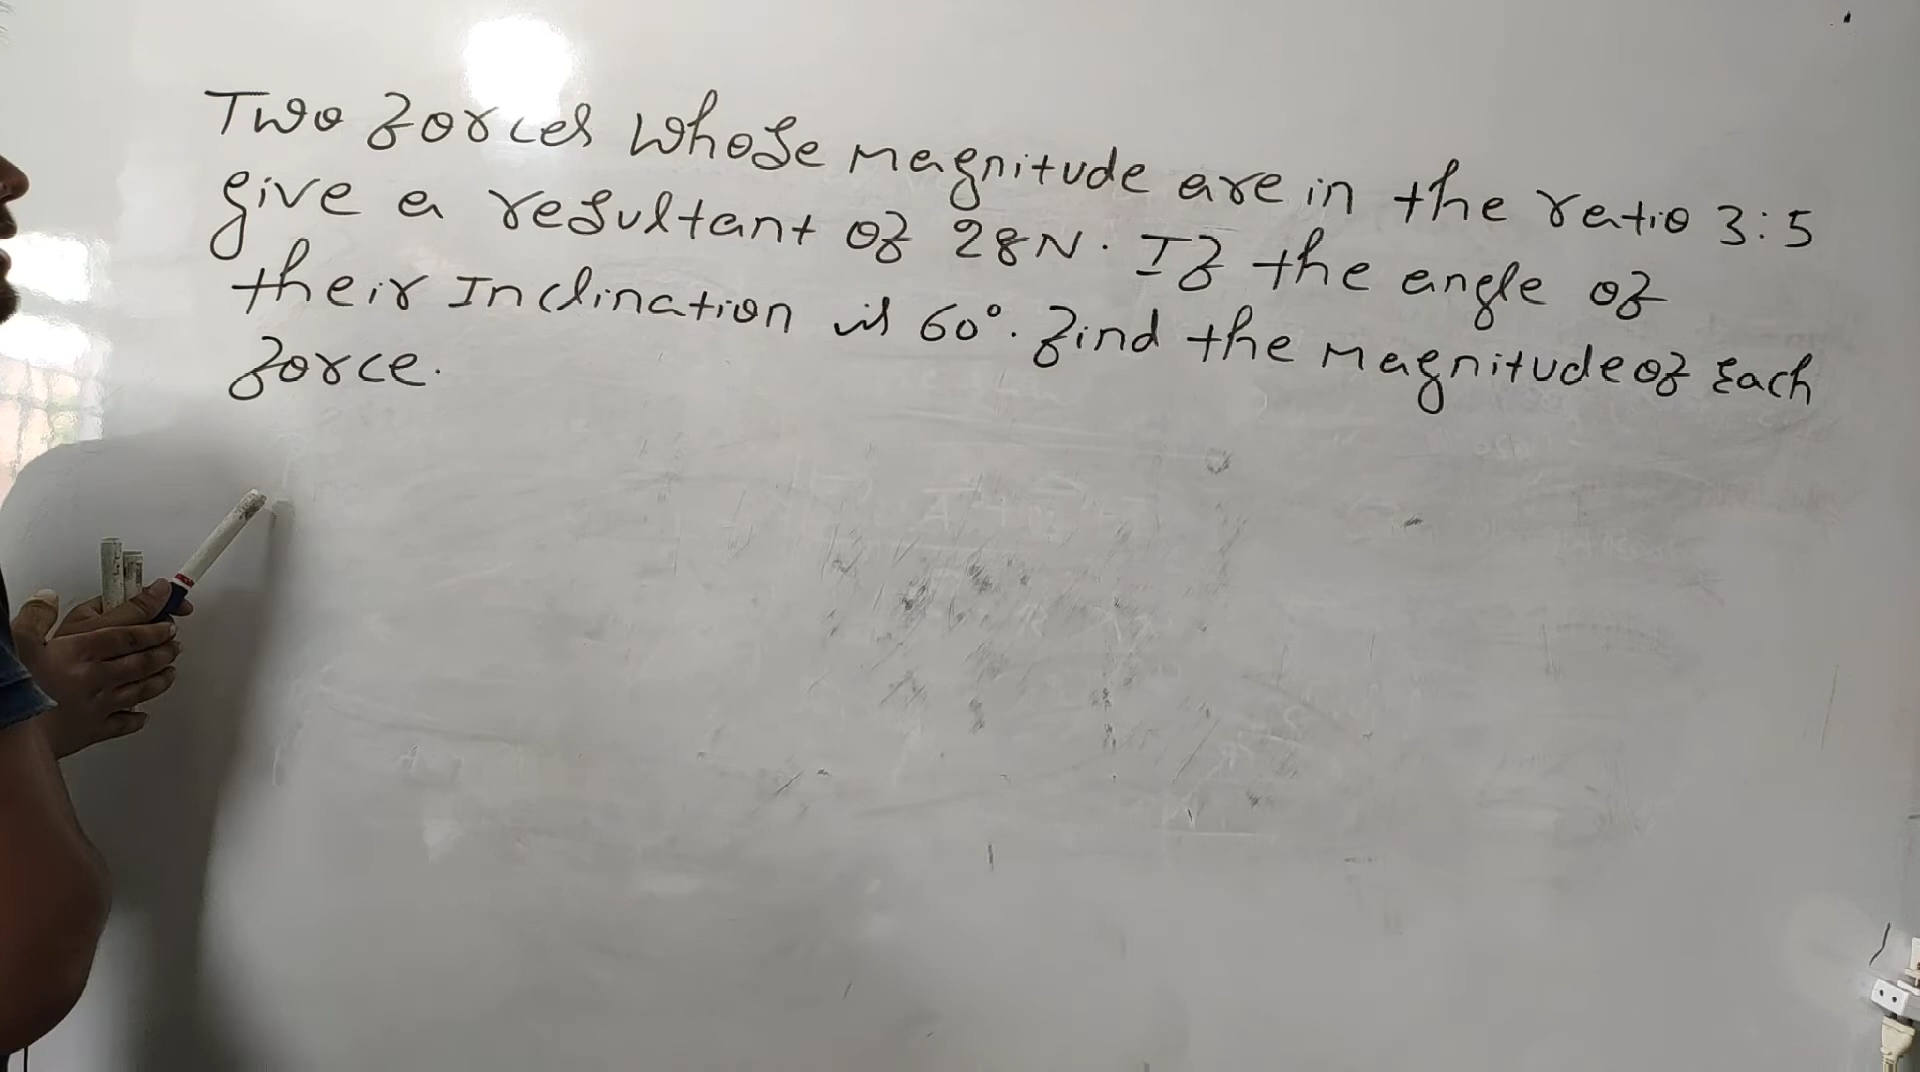 Two forces whose magnitude are in the ratio 3:5
give a resultant of 28N. If the angle of
their Inclination is 60°. find the magnitude of Each
force.